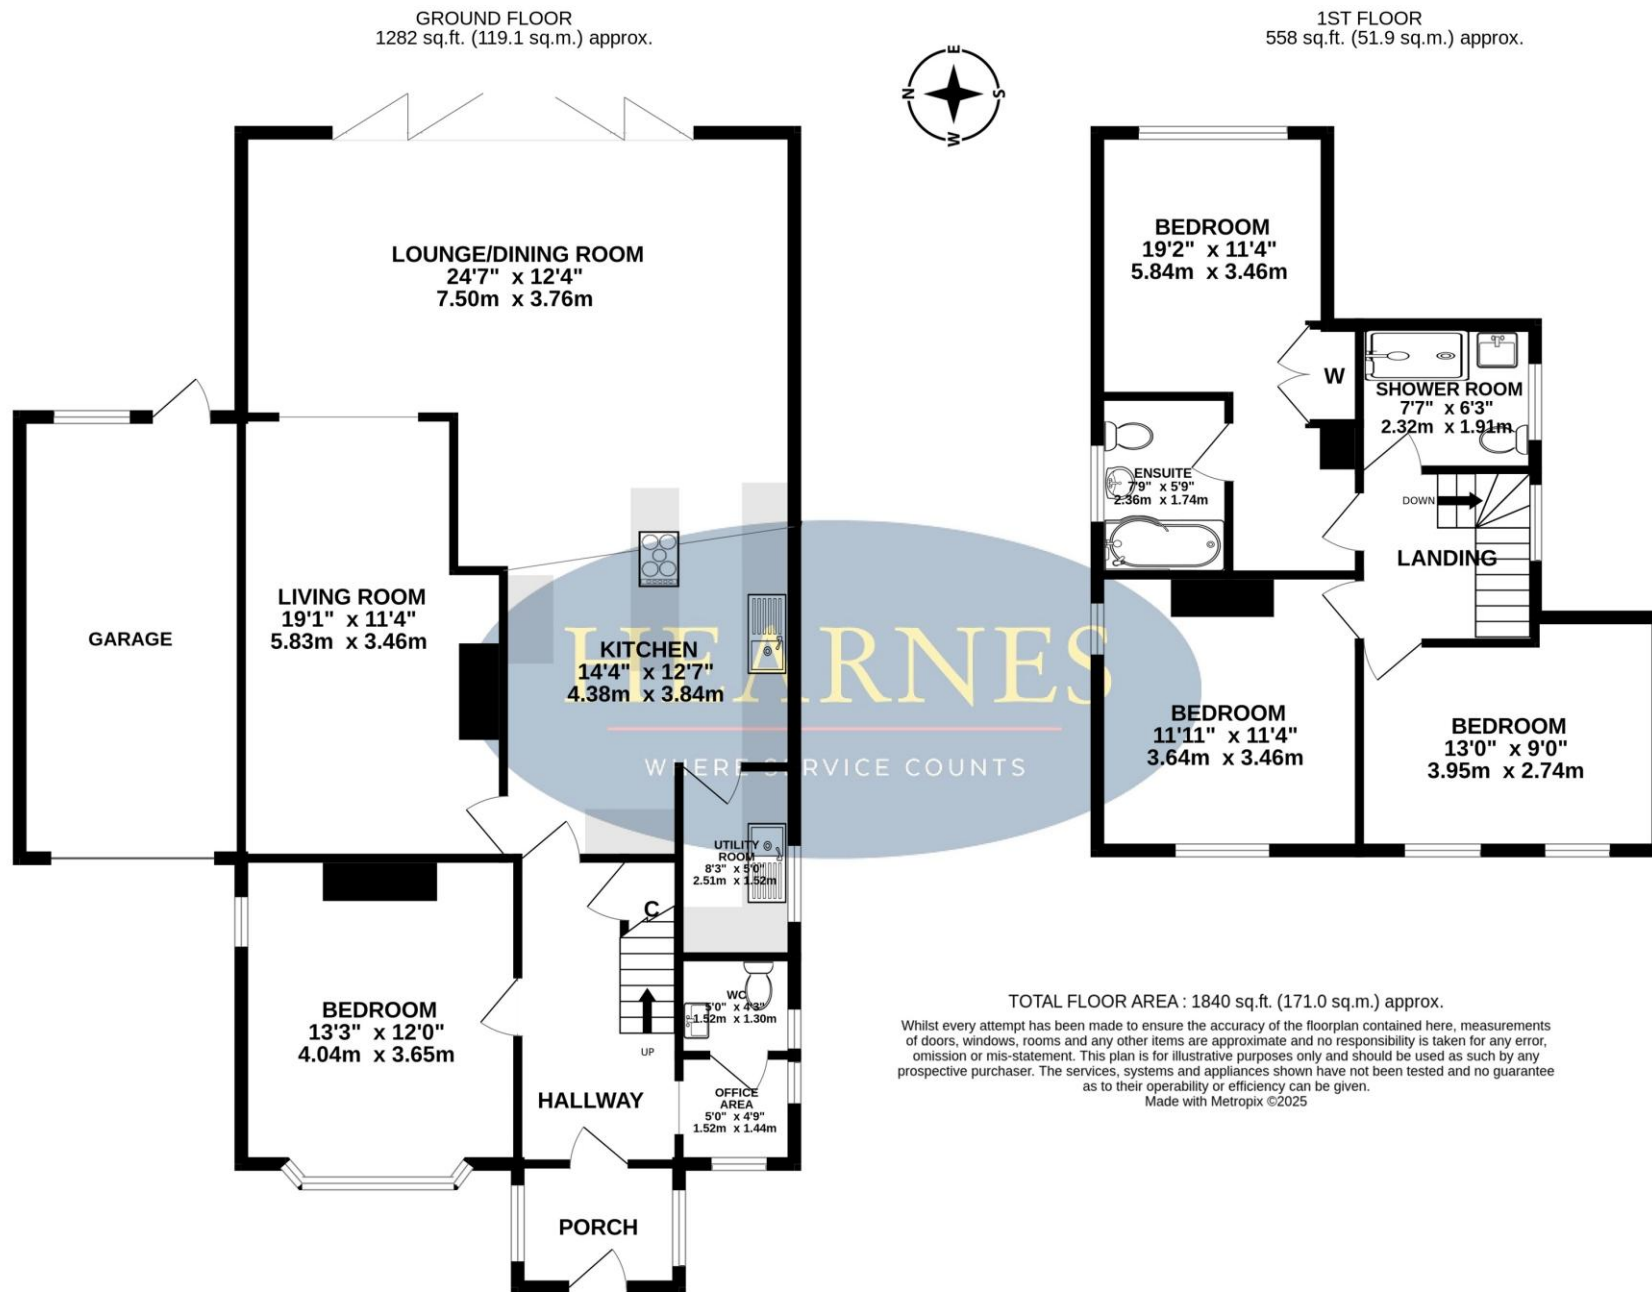 GROUND FLOOR
1282 sq.ft. (119.1 sq.m.) approx.
1ST FLOOR
558 sq.ft. (51.9 sq.m.) approx.
E
N
S
W
LOUNGE/DINING ROOM
24'7" x 12'4"
7.50m x 3.76m
GARAGE
LIVING ROOM
19'1" x 11'4"
5.83m x 3.46m
KITCHEN
14'4" x 12'7"
4.38m x 3.84m
HEARNES
WHERE SERVICE COUNTS
UTILITY
ROOM
8'3" x 5'0"
2.51m x 1.52m
C
UP
BEDROOM
13'3" x 12'0"
4.04m x 3.65m
WC
5'0" x 4'3"
1.52m x 1.30m
HALLWAY
OFFICE
AREA
5'0" x 4'9"
1.52m x 1.44m
PORCH
BEDROOM
19'2" x 11'4"
5.84m x 3.46m
W
SHOWER ROOM
7'7" x 6'3"
2.32m x 1.91m
ENSUITE
7'9" x 5'9"
2.36m x 1.74m
DOWN
LANDING
BEDROOM
11'11" x 11'4"
3.64m x 3.46m
BEDROOM
13'0" x 9'0"
3.95m x 2.74m
TOTAL FLOOR AREA : 1840 sq.ft. (171.0 sq.m.) approx.
Whilst every attempt has been made to ensure the accuracy of the floorplan contained here, measurements
of doors, windows, rooms and any other items are approximate and no responsibility is taken for any error,
omission or mis-statement. This plan is for illustrative purposes only and should be used as such by any
prospective purchaser. The services, systems and appliances shown have not been tested and no guarantee
as to their operability or efficiency can be given.
Made with Metropix ©2025